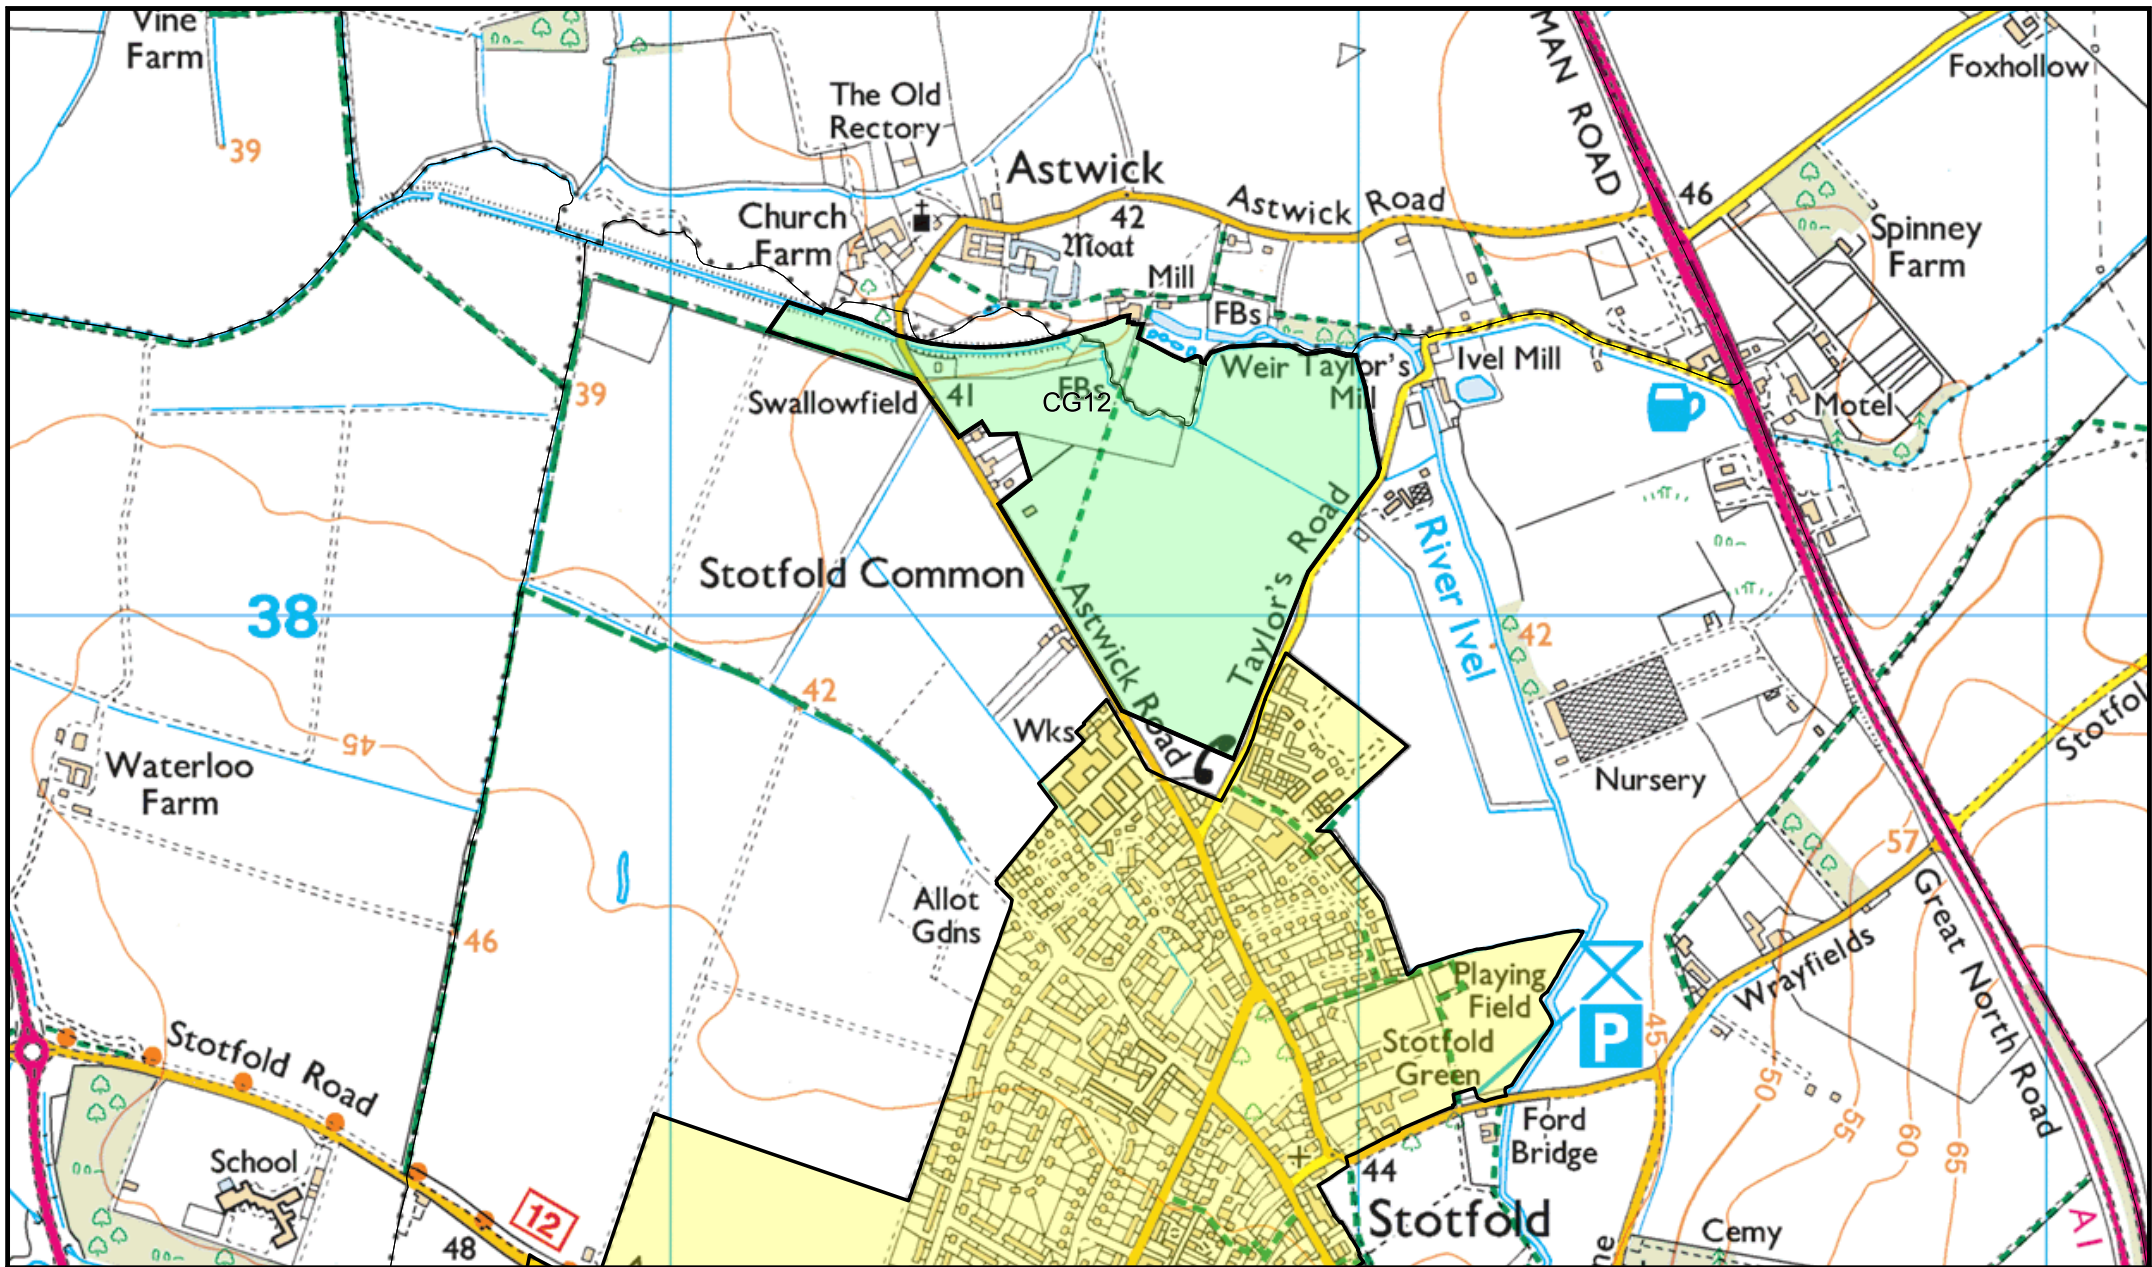 Vine
Farm
39
The Old
Rectory
Astwick
42
Astwick Road
MAN ROAD
46
Foxhollow
Spinney
Farm
Church
Farm
Moat
Mill
FBs
Weir
Taylor's
Mill
Ivel Mill
Motel
39
Swallowfield
41
FBs
CG12
Stotfold Common
Astwick Road
Taylor's Road
River Ivel
42
38
42
45
Waterloo
Farm
Wks
Nursery
Stotfol
57
Great North Road
Allot
Gdns
46
Playing
Field
Stotfold
Green
P
Wrayfields
45
50
55
60
65
Stotfold Road
School
12
48
44
Ford
Bridge
Stotfold
Cemy
A1